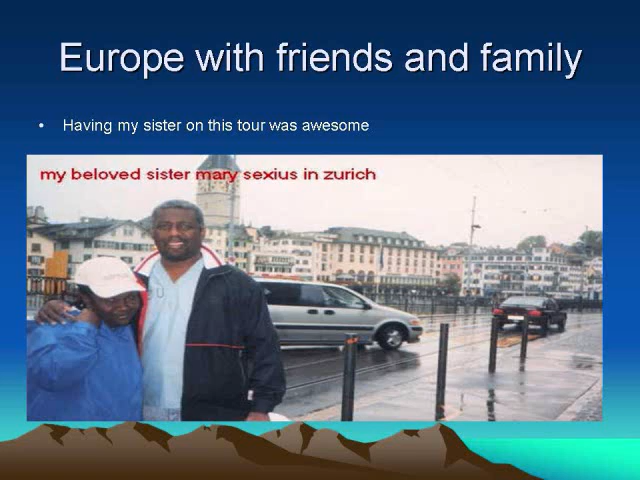 Europe with friends and family
• Having my sister on this tour was awesome
my beloved sister mary sexius in zurich